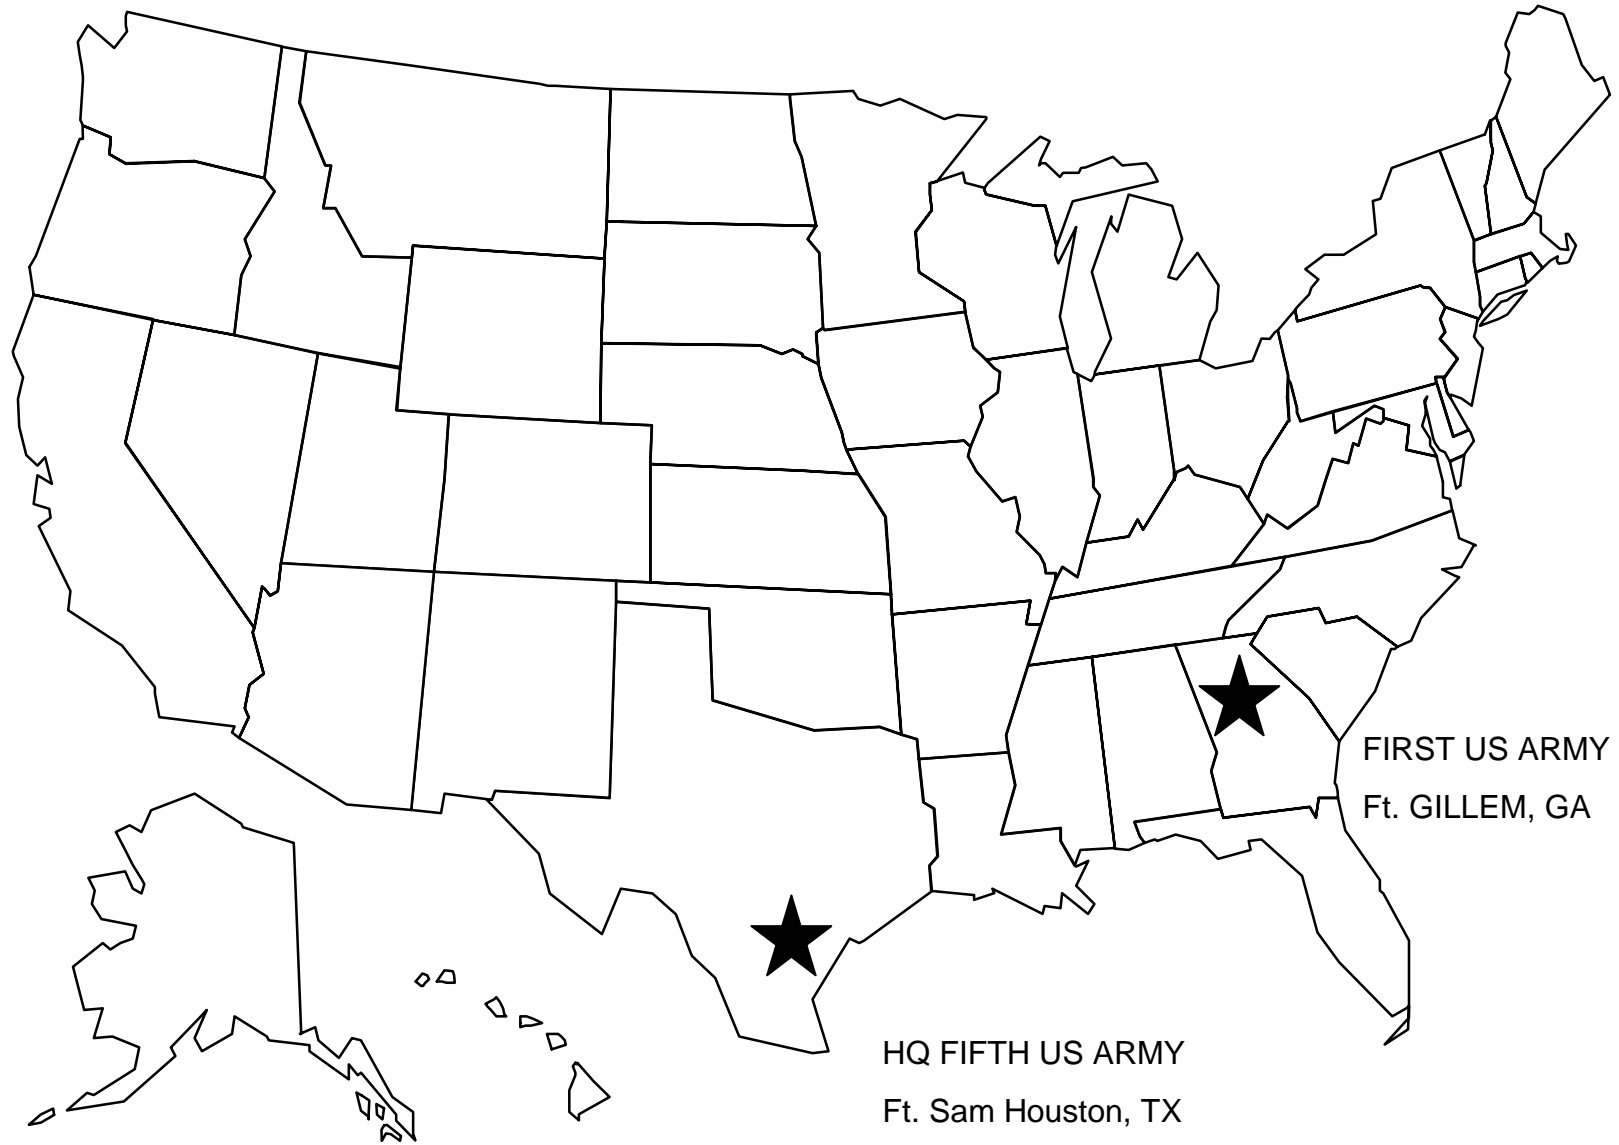 FIRST US ARMY
Ft. GILLEM, GA
HQ FIFTH US ARMY
Ft. Sam Houston, TX